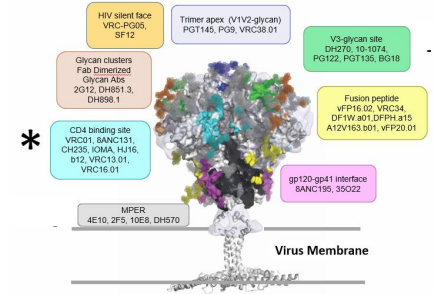 HIV silent face
VRC-PG05,
SF12
Trimer apex (V1V2-glycan)
PGT145, PG9, VRC38.01
V3-glycan site
DH270, 10-1074,
PG122, PGT135, BG18
Glycan clusters
Fab Dimerized
Glycan Abs
2G12, DH851.3,
DH898.1
Fusion peptide
vFP16.02, VRC34,
DF1W.a01,DFPH.a15
A12V163.b01, vFP20.01
*
CD4 binding site
VRC01, 8ANC131,
CH235, IOMA, HJ16,
b12, VRC13.01,
VRC16.01
gp120-gp41 interface
8ANC195, 35O22
MPER
4E10, 2F5, 10E8, DH570
Virus Membrane